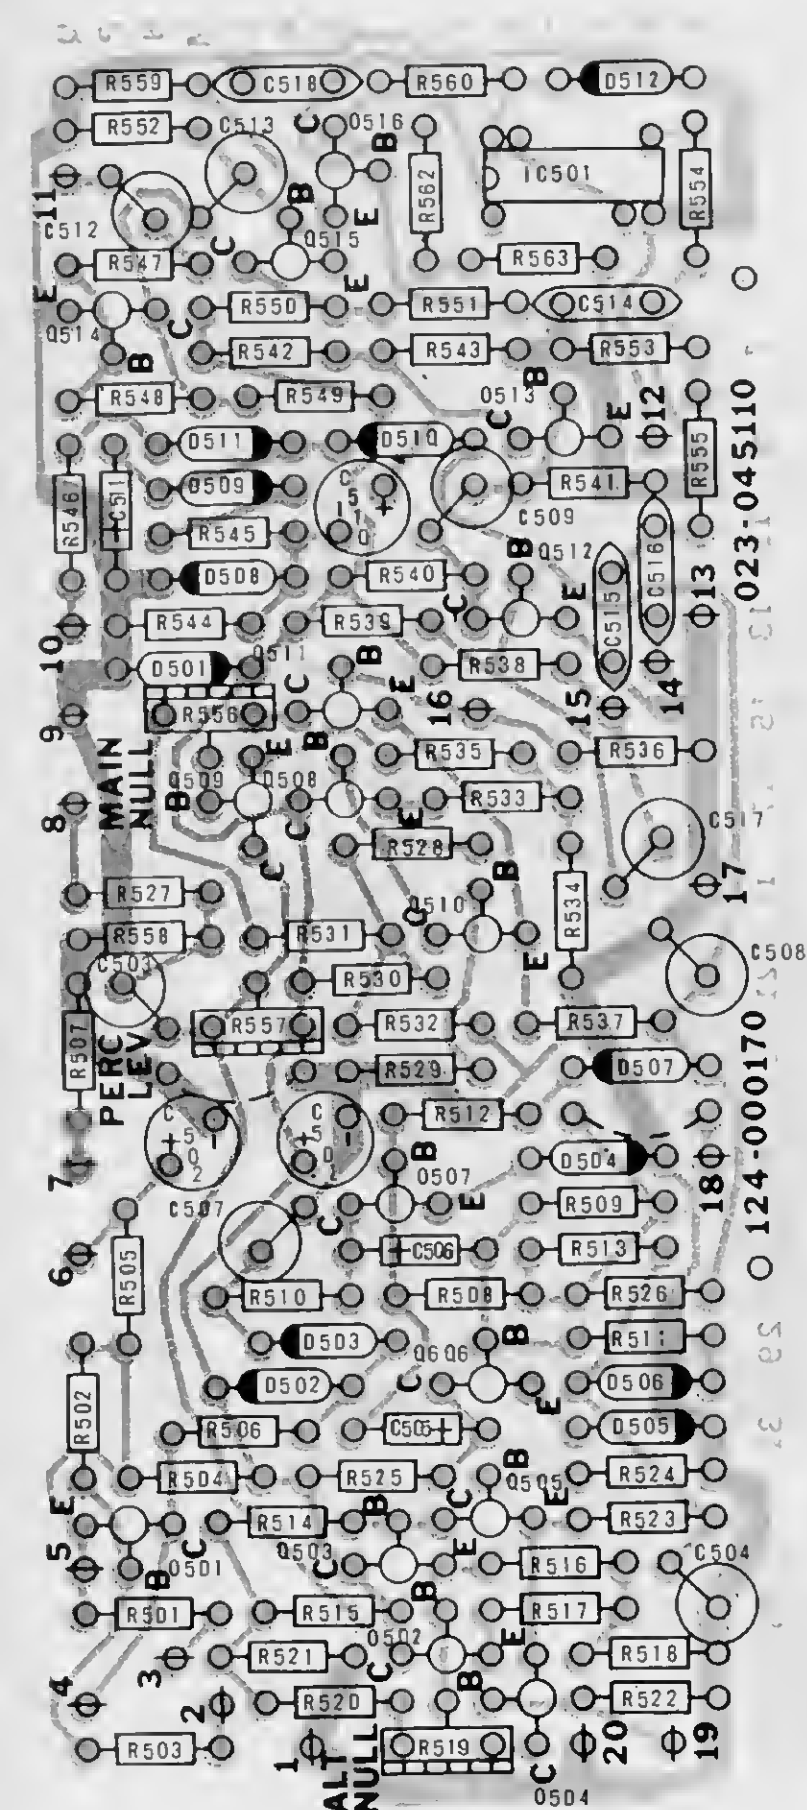 R559 C518 R560 D512
R552 C513 C Q516 B
R562 IC501 R554
11 B E
C512 C Q515
R547 R563
E E
R550 R551 C514
Q514 C
B R542 R543 R553
R548 R549 Q513 B
C E 12
D511 D510 R555
R546 C511 D509 C510 + - C509 R541
023-045110
R545 B Q512 C516
D508 R540 C E C515 13
10 R544 R539
D501 Q511 B R538
C E 16 15 14
9 R556
MAIN NULL
E B R535 R536
Q509 Q508
8 B C E R533
C R528 C517
R527 R534 17
B
R558 R531 Q510
C503 E C508
R530
R507 R557 R532 R537
PERC LEV
R529 D507
124-000170
C502 + - C501 + - R512
B
7 Q507 D504 18
C507 C E R509
6 R505 C506 R513
R510 R508 R526
D503 Q606 B R511
D502 C E D506
R502 R506 C505 D505
R504 R525 B Q505 R524
E C
5 C R514 B E R523
Q501 Q503 C E R516 C504
B
R501 R515 B R517
3 R521 Q502 C E R518
4 2 R520 B R522
R503 1 R519 C 20 19
ALT NULL
Q504